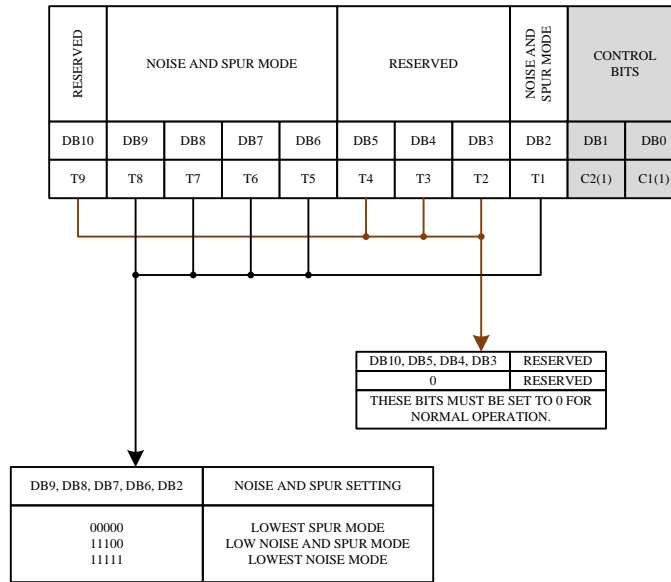 RESERVED
NOISE AND SPUR MODE
RESERVED
NOISE AND
SPUR MODE
CONTROL
BITS
DB10 DB9 DB8 DB7 DB6 DB5 DB4 DB3 DB2 DB1 DB0
T9 T8 T7 T6 T5 T4 T3 T2 T1 C2(1) C1(1)
DB10, DB5, DB4, DB3 RESERVED
0 RESERVED
THESE BITS MUST BE SET TO 0 FOR
NORMAL OPERATION.
DB9, DB8, DB7, DB6, DB2 NOISE AND SPUR SETTING
00000 LOWEST SPUR MODE
11100 LOW NOISE AND SPUR MODE
11111 LOWEST NOISE MODE